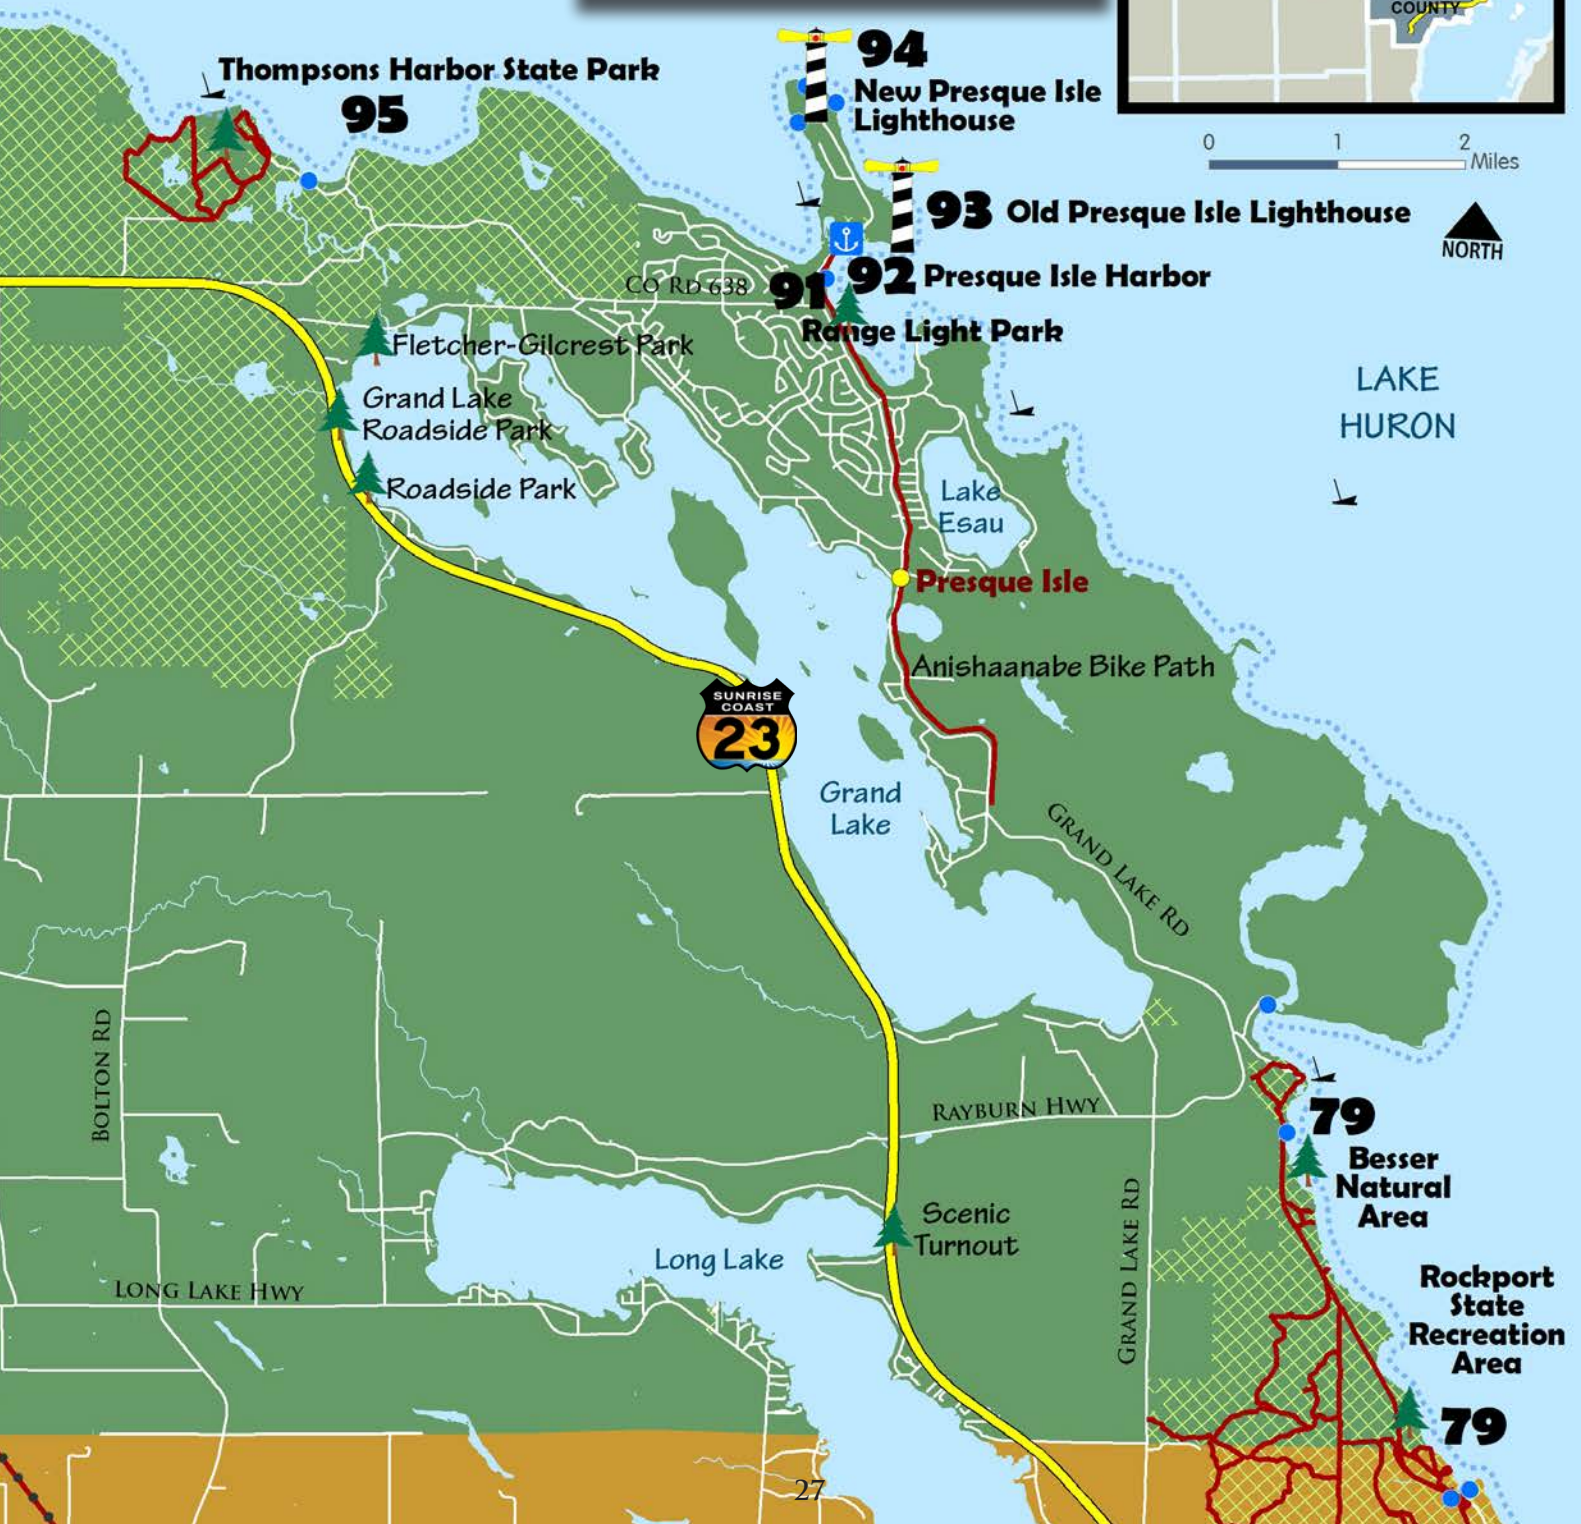 COUNTY
Thompsons Harbor State Park
95
94
New Presque Isle
Lighthouse
0 1 2
Miles
93 Old Presque Isle Lighthouse
NORTH
CO RD 638
91
92 Presque Isle Harbor
Range Light Park
Fletcher-Gilcrest Park
LAKE
HURON
Grand Lake
Roadside Park
Roadside Park
Lake
Esau
Presque Isle
Anishaanabe Bike Path
SUNRISE
COAST
23
Grand
Lake
GRAND LAKE RD
BOLTON RD
RAYBURN HWY
79
Besser
Natural
Area
GRAND LAKE RD
Scenic
Turnout
Long Lake
LONG LAKE HWY
Rockport
State
Recreation
Area
79
27